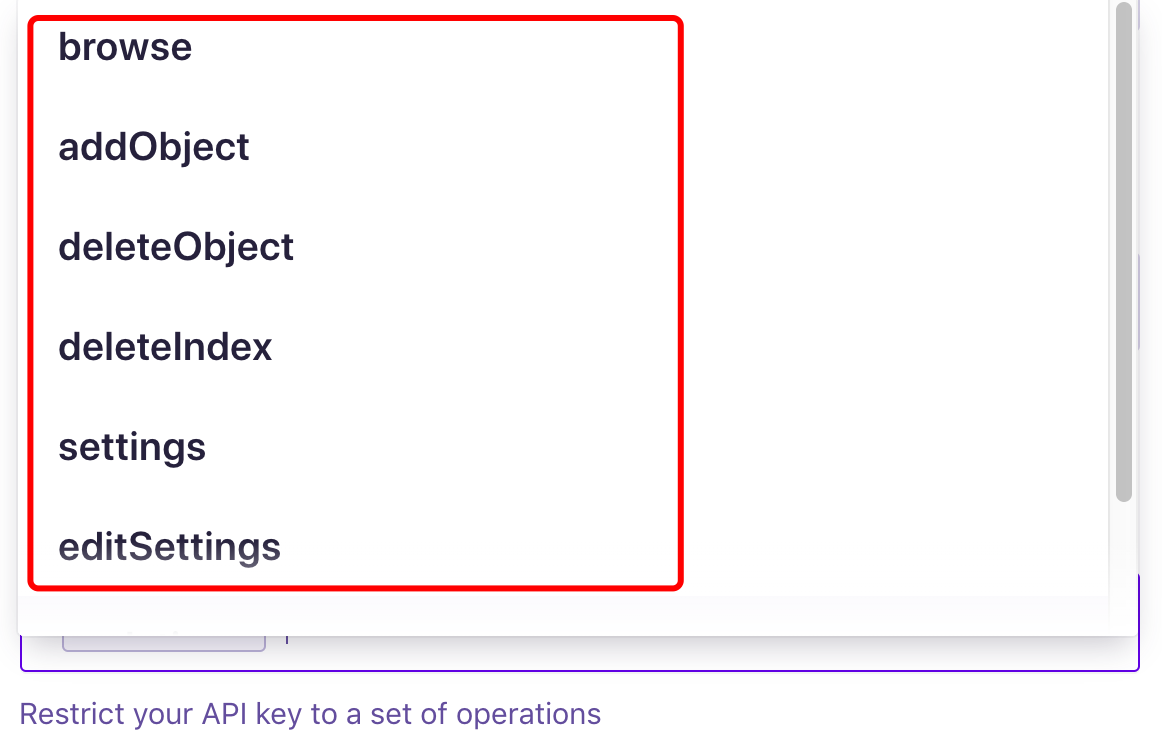 browse
addObject
deleteObject
deleteIndex
settings
editSettings
Restrict your API key to a set of operations